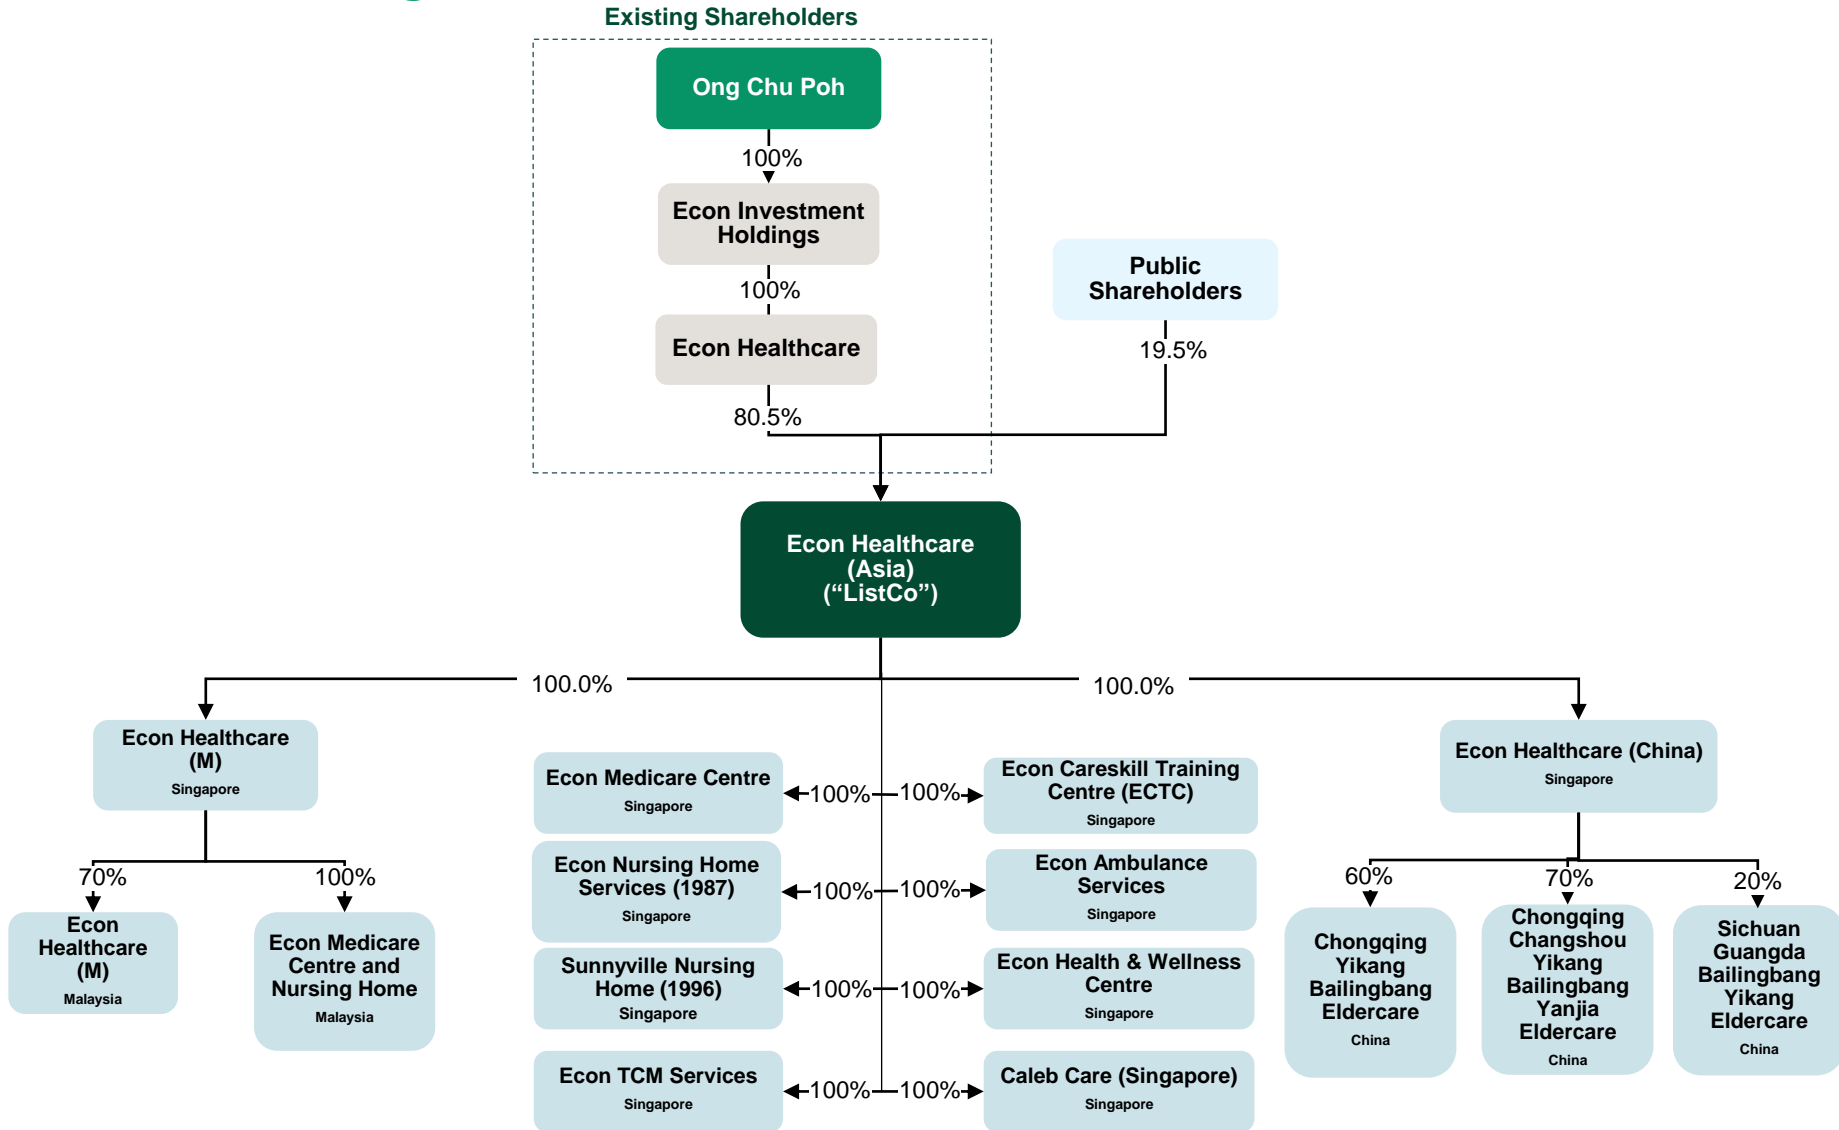 Existing Shareholders
Ong Chu Poh
100%
Econ Investment
Holdings
100%
Public
Shareholders
Econ Healthcare
19.5%
80.5%
Econ Healthcare
(Asia)
(“ListCo”)
100.0%
100.0%
Econ Healthcare
(M)
Singapore
Econ Healthcare (China)
Singapore
Econ Medicare Centre
Singapore
100%
100%
Econ Careskill Training
Centre (ECTC)
Singapore
Econ Nursing Home
Services (1987)
Singapore
100%
100%
Econ Ambulance
Services
Singapore
70%
100%
60%
70%
20%
Econ
Healthcare
(M)
Malaysia
Econ Medicare
Centre and
Nursing Home
Malaysia
Sunnyville Nursing
Home (1996)
Singapore
100%
100%
Econ Health & Wellness
Centre
Singapore
Chongqing
Yikang
Bailingbang
Eldercare
China
Chongqing
Changshou
Yikang
Bailingbang
Yanjia
Eldercare
China
Sichuan
Guangda
Bailingbang
Yikang
Eldercare
China
Econ TCM Services
Singapore
100%
100%
Caleb Care (Singapore)
Singapore